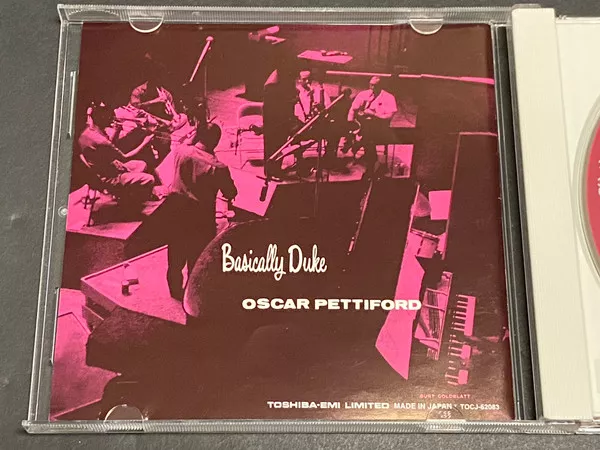 Basically Duke
OSCAR PETTIFORD
BURT GOLDBLATT
TOSHIBA-EMI LIMITED MADE IN JAPAN TOCJ-62083